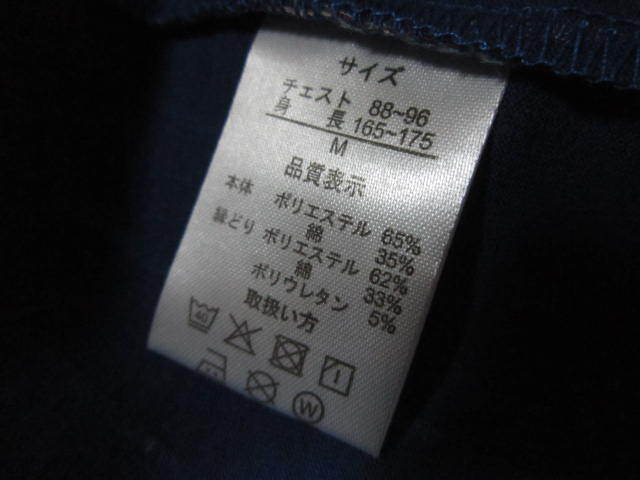 サイズ
チェスト 88~96
身 長 165~175
M
品質表示
本体 ポリエステル 65%
綿 35%
縁どり ポリエステル 62%
綿 33%
ポリウレタン 5%
取扱い方
40
W